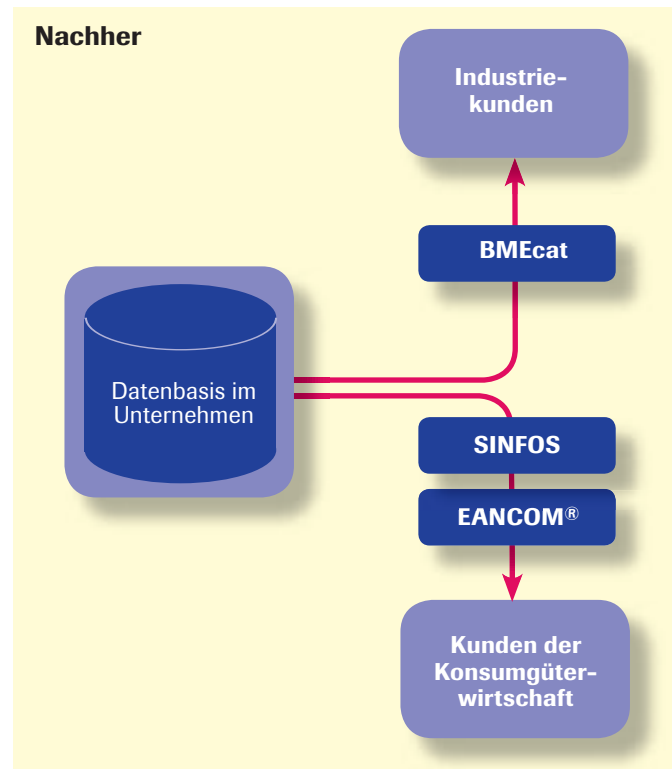 Nachher
Industrie-
kunden
BMEcat
Datenbasis im
Unternehmen
SINFOS
EANCOM®
Kunden der
Konsumgüter-
wirtschaft